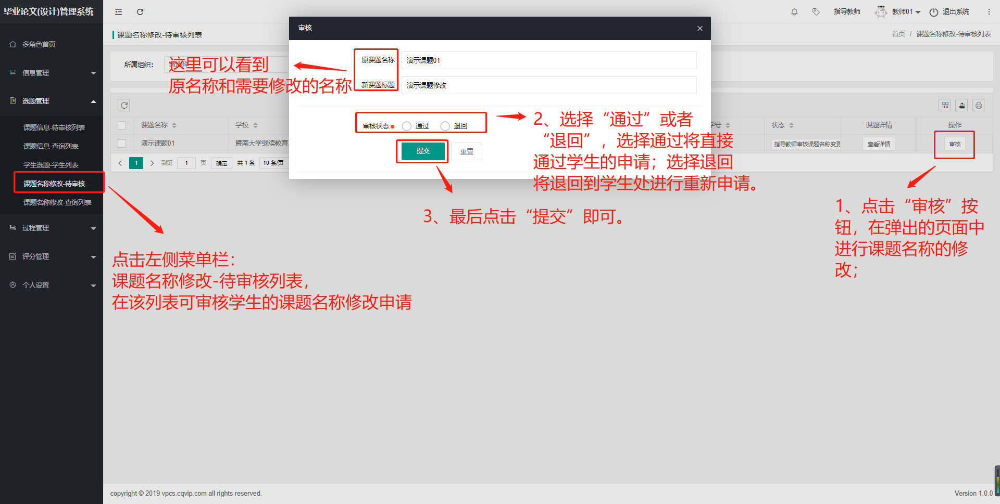 毕业论文(设计)管理系统
指导教师
教师01
退出系统
多角色首页
信息管理
选题管理
课题信息-待审核列表
课题信息-查询列表
学生选题-学生列表
课题名称修改-待审核...
课题名称修改-查询列表
过程管理
评分管理
个人设置
课题名称修改-待审核列表
首页 / 课题名称修改-待审核列表
所属组织：
请选择
这里可以看到
原名称和需要修改的名称
审核
原课题名称
演示课题01
新课题标题
演示课题修改
审核状态:
通过
退回
提交
重置
课题名称
学校
学号
状态
课题详情
操作
演示课题01
暨南大学继续教育
指导教师审核课题名称变更
查看详情
审核
1
到第
1
页
确定
共 1 条
10 条/页
2、选择“通过”或者
“退回”，选择通过将直接
通过学生的申请；选择退回
将退回到学生处进行重新申请。
3、最后点击“提交”即可。
1、点击“审核”按
钮，在弹出的页面中
进行课题名称的修
改；
点击左侧菜单栏：
课题名称修改-待审核列表，
在该列表可审核学生的课题名称修改申请
copyright © 2019 vpcs.cqvip.com all rights reserved.
Version 1.0.0